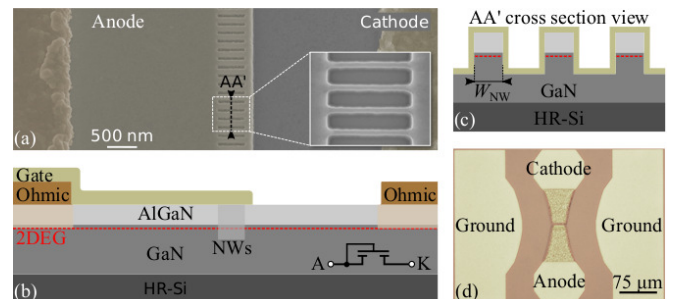 Anode
Cathode
AA'
(a)
500 nm
Gate
Ohmic
Ohmic
AlGaN
2DEG
GaN
NWs
A
K
(b)
HR-Si
AA' cross section view
W_NW
GaN
(c)
HR-Si
Cathode
Ground
Ground
Anode
(d)
75 µm